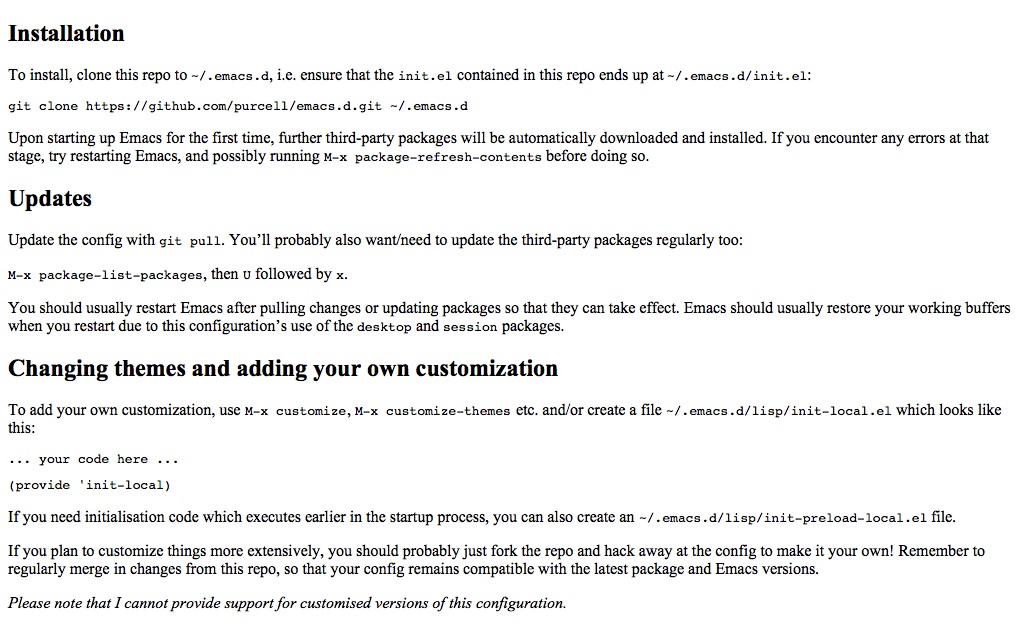 Installation
To install, clone this repo to ~/.emacs.d, i.e. ensure that the init.el contained in this repo ends up at ~/.emacs.d/init.el:
git clone https://github.com/purcell/emacs.d.git ~/.emacs.d
Upon starting up Emacs for the first time, further third-party packages will be automatically downloaded and installed. If you encounter any errors at that
stage, try restarting Emacs, and possibly running M-x package-refresh-contents before doing so.
Updates
Update the config with git pull. You’ll probably also want/need to update the third-party packages regularly too:
M-x package-list-packages, then U followed by x.
You should usually restart Emacs after pulling changes or updating packages so that they can take effect. Emacs should usually restore your working buffers
when you restart due to this configuration’s use of the desktop and session packages.
Changing themes and adding your own customization
To add your own customization, use M-x customize, M-x customize-themes etc. and/or create a file ~/.emacs.d/lisp/init-local.el which looks like
this:
... your code here ...
(provide 'init-local)
If you need initialisation code which executes earlier in the startup process, you can also create an ~/.emacs.d/lisp/init-preload-local.el file.
If you plan to customize things more extensively, you should probably just fork the repo and hack away at the config to make it your own! Remember to
regularly merge in changes from this repo, so that your config remains compatible with the latest package and Emacs versions.
Please note that I cannot provide support for customised versions of this configuration.